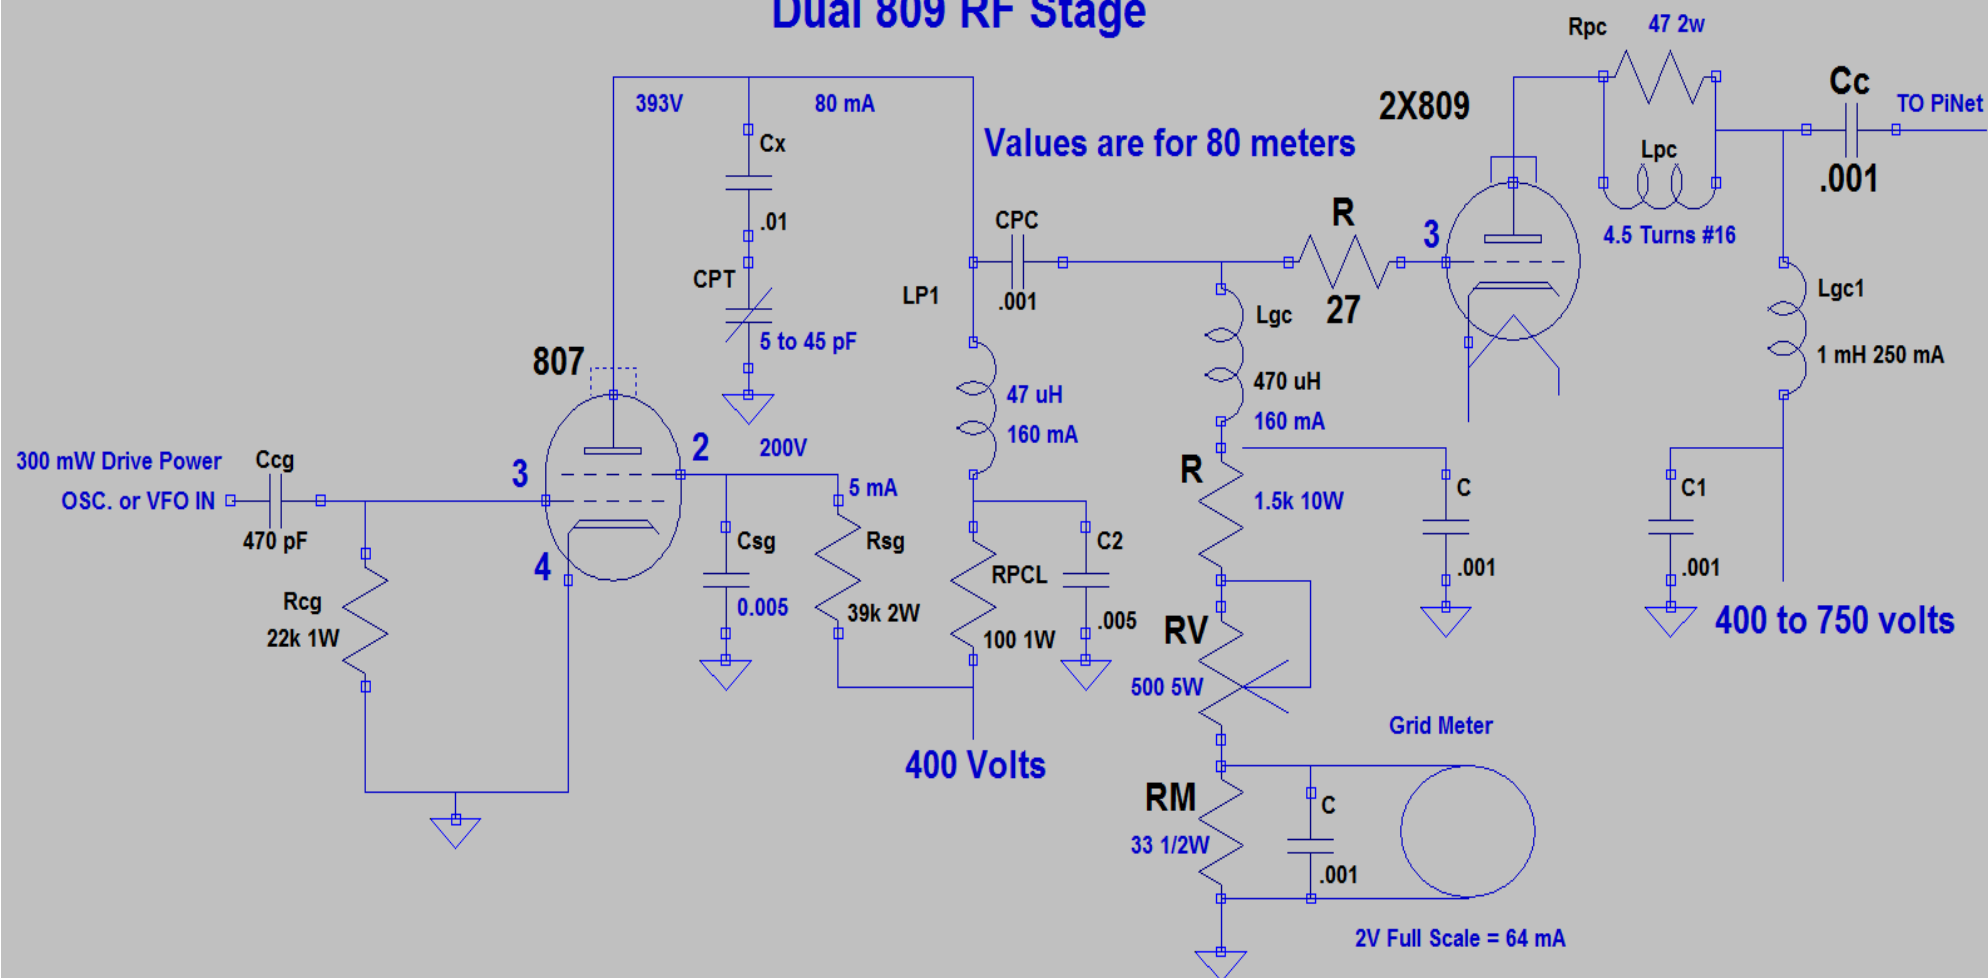 Dual 809 RF Stage
Rpc
47 2w
393V
80 mA
2X809
Cc
TO PiNet
Cx
Values are for 80 meters
Lpc
.001
.01
CPC
R
3
4.5 Turns #16
CPT
LP1
.001
27
Lgc
Lgc1
5 to 45 pF
807
1 mH 250 mA
47 uH
470 uH
160 mA
160 mA
2
200V
300 mW Drive Power
Ccg
3
R
OSC. or VFO IN
5 mA
1.5k 10W
C
C1
470 pF
4
Csg
Rsg
C2
RPCL
.001
.001
Rcg
0.005
39k 2W
.005
22k 1W
100 1W
RV
400 to 750 volts
500 5W
Grid Meter
400 Volts
RM
C
33 1/2W
.001
2V Full Scale = 64 mA